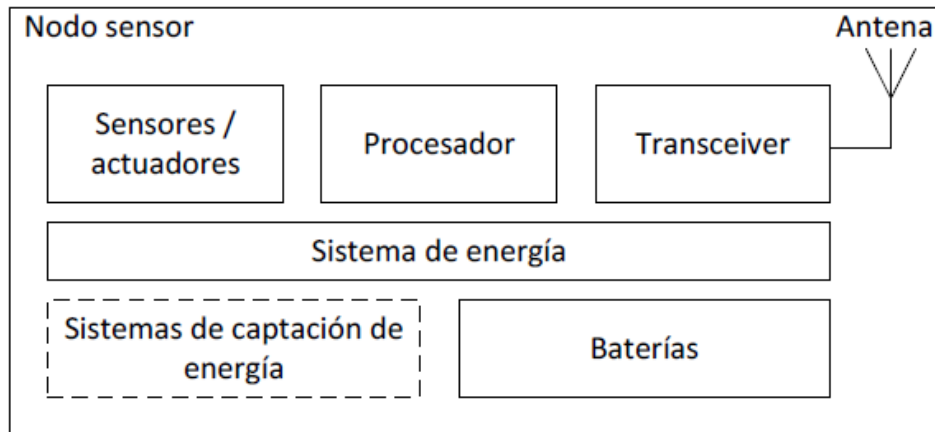 Nodo sensor
Antena
Sensores /
actuadores
Procesador
Transceiver
Sistema de energía
Sistemas de captación de
energía
Baterías